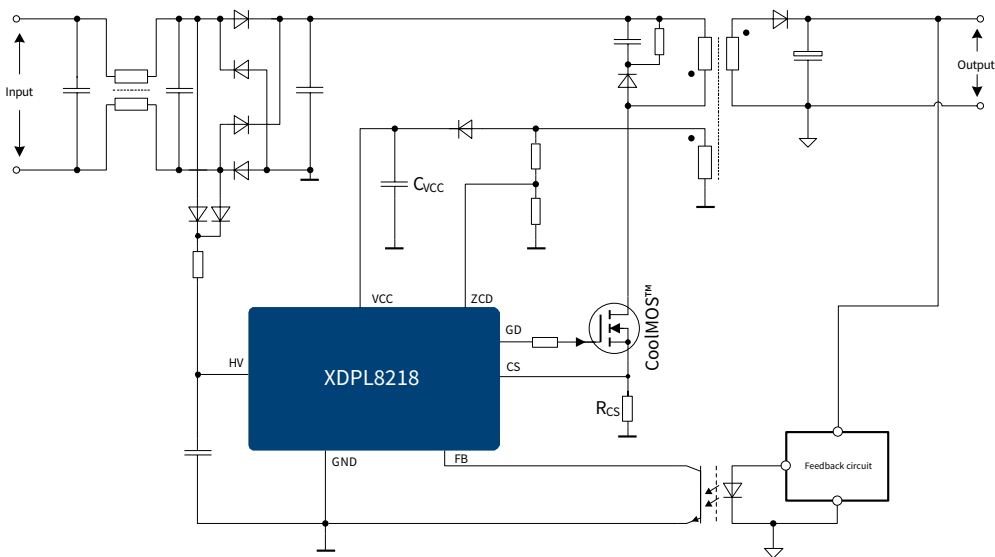 Input
Output
CVCC
VCC
ZCD
CoolMOS™
GD
HV
XDPL8218
CS
RCS
GND
FB
Feedback circuit